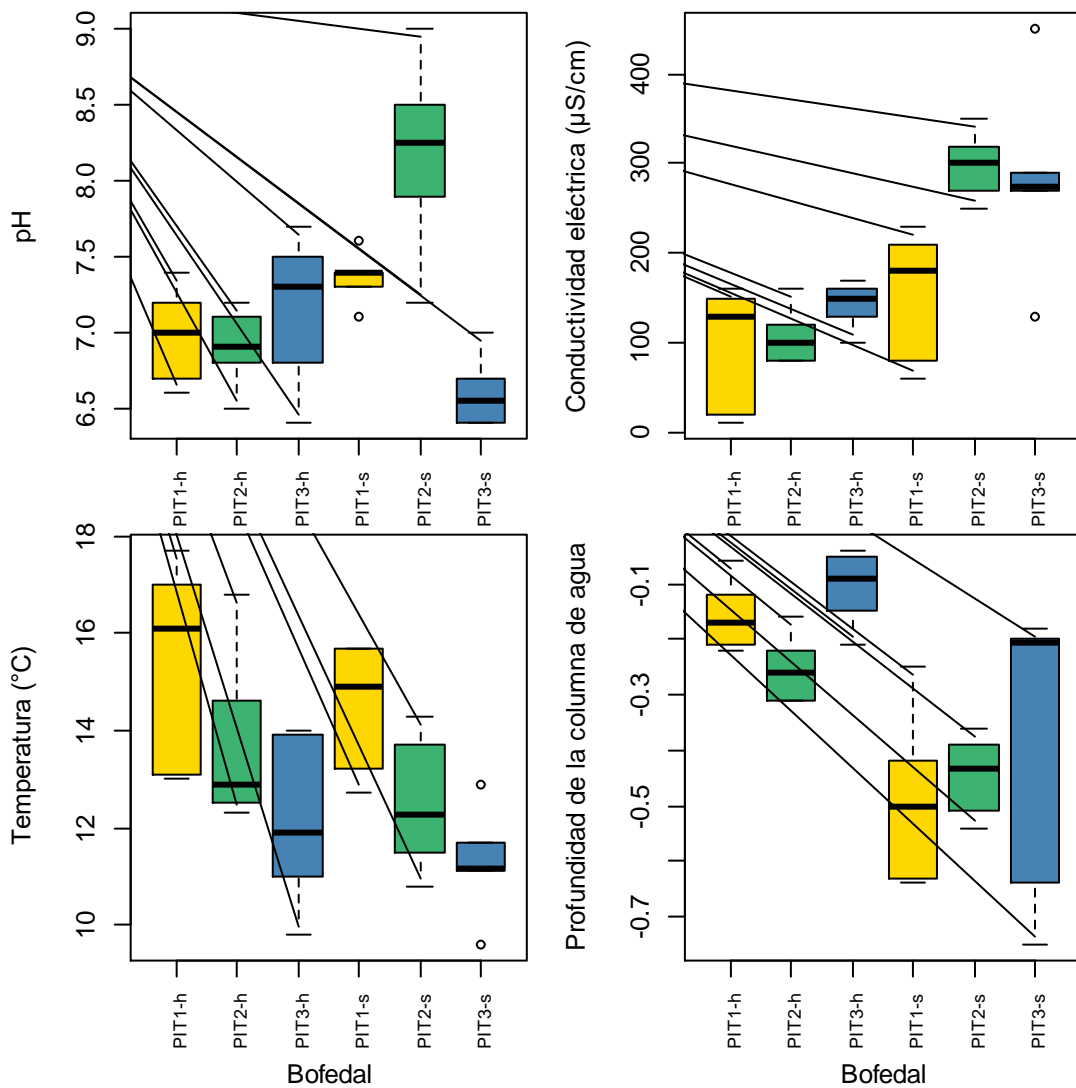 pH
9.0
8.5
8.0
7.5
7.0
6.5
PIT1-h
PIT2-h
PIT3-h
PIT1-s
PIT2-s
PIT3-s
Conductividad eléctrica (µS/cm)
400
300
200
100
0
PIT1-h
PIT2-h
PIT3-h
PIT1-s
PIT2-s
PIT3-s
Temperatura (°C)
18
16
14
12
10
PIT1-h
PIT2-h
PIT3-h
PIT1-s
PIT2-s
PIT3-s
Bofedal
Profundidad de la columna de agua
-0.1
-0.3
-0.5
-0.7
PIT1-h
PIT2-h
PIT3-h
PIT1-s
PIT2-s
PIT3-s
Bofedal